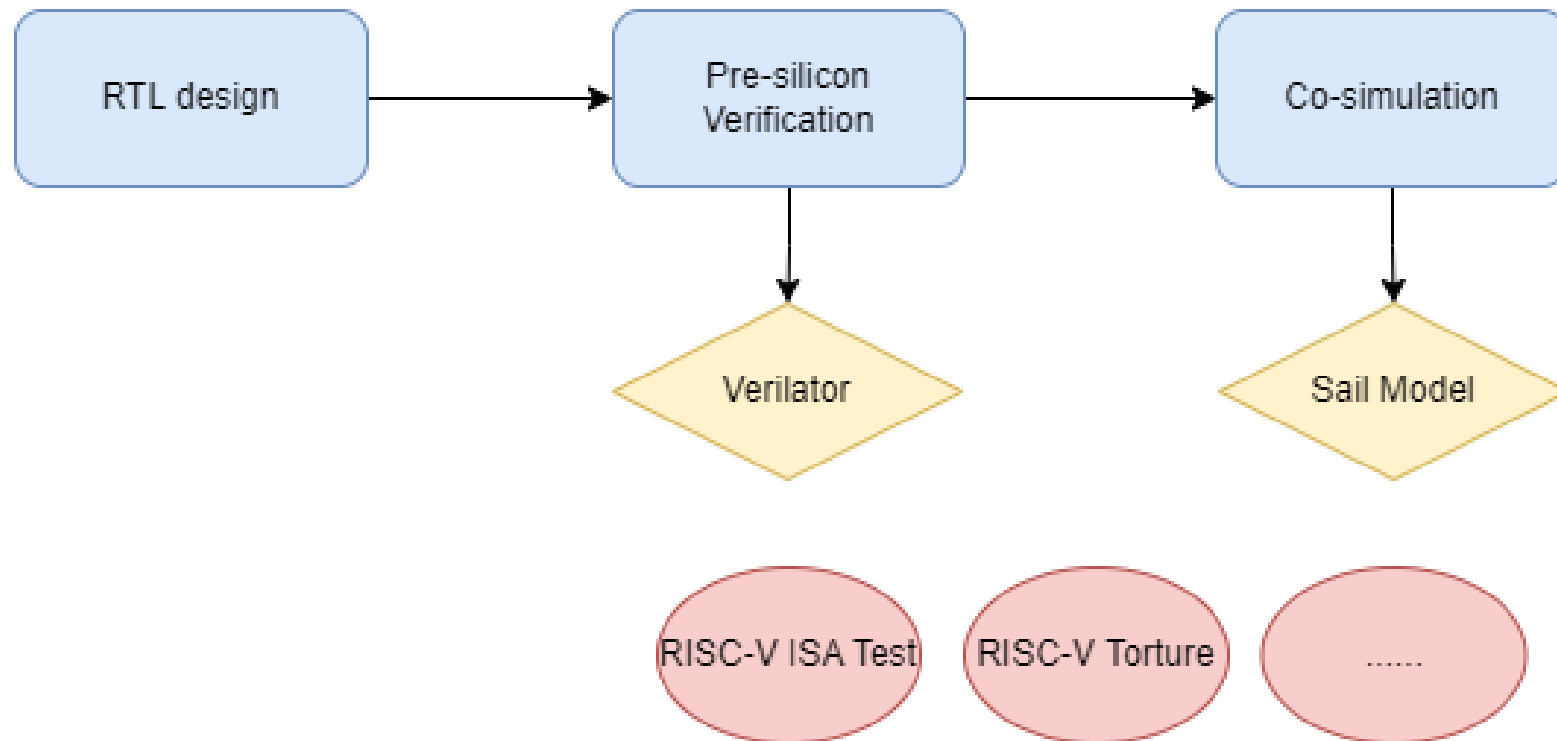 RTL design
Pre-silicon
Verification
Co-simulation
Verilator
Sail Model
RISC-V ISA Test
RISC-V Torture
......